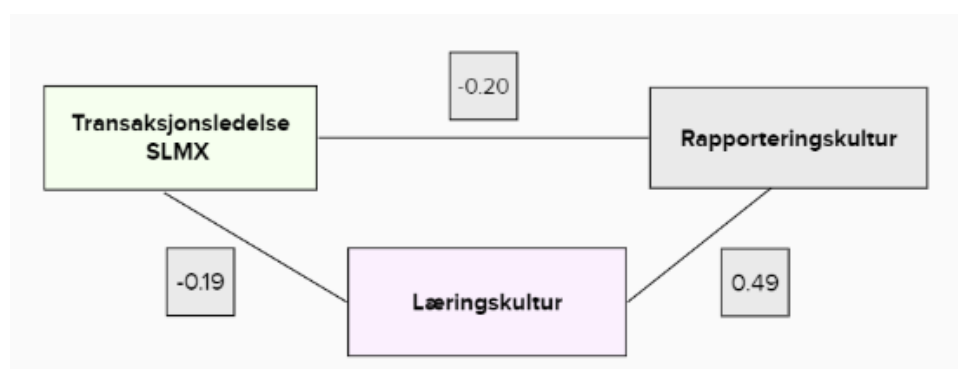 -0.20
Transaksjonsledelse
SLMX
Rapporteringskultur
-0.19
Læringskultur
0.49